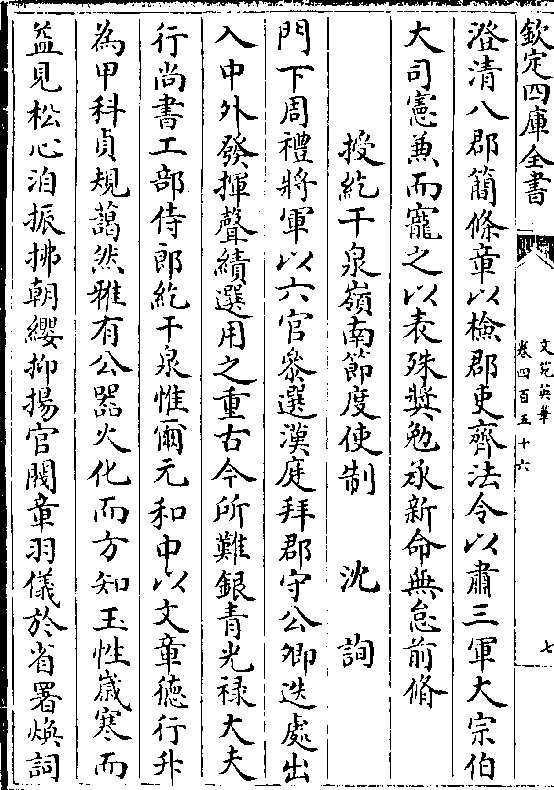 欽定四庫全書
文苑英華
卷四百五十六
七
澄清八郡簡條章以檢郡吏齊法令以肅三軍大宗伯
大司憲兼而寵之以表殊奬勉承新命無怠前脩
授紇干泉嶺南節度使制 沈詢
門下周禮將軍以六官參選漢庭拜郡守公卿迭處出
入中外發揮聲績選用之重古今所難銀青光禄大夫
行尚書工部侍郎紇干泉惟爾元和中以文章德行升
為甲科貞規藹然雅有公器火化而方知玉性嵗寒而
益見松心洎振拂朝纓抑揚官閥章羽儀於省署煥詞